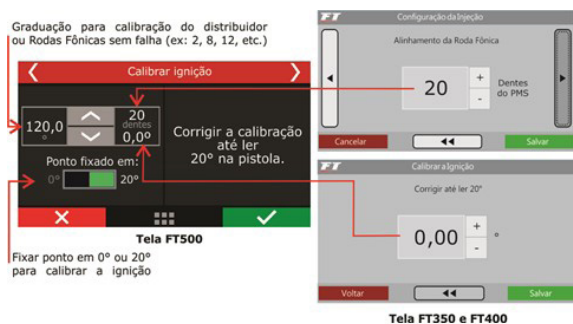 Graduação para calibração do distribuidor
ou Rodas Fônicas sem falha (ex: 2, 8, 12, etc.)
Calibrar ignição
120,0
°
20
dentes
0,0°
Corrigir a calibração
até ler
20° na pistola.
Ponto fixado em:
0°
20°
Tela FT500
Fixar ponto em 0° ou 20°
para calibrar a ignição
FT
Configuração da Injeção
Alinhamento da Roda Fônica
20
+
-
Dentes
do PMS
Cancelar
Salvar
FT
Calibrar a Ignição
Corrigir até ler 20°
0,00
+
-
°
Voltar
Salvar
Tela FT350 e FT400